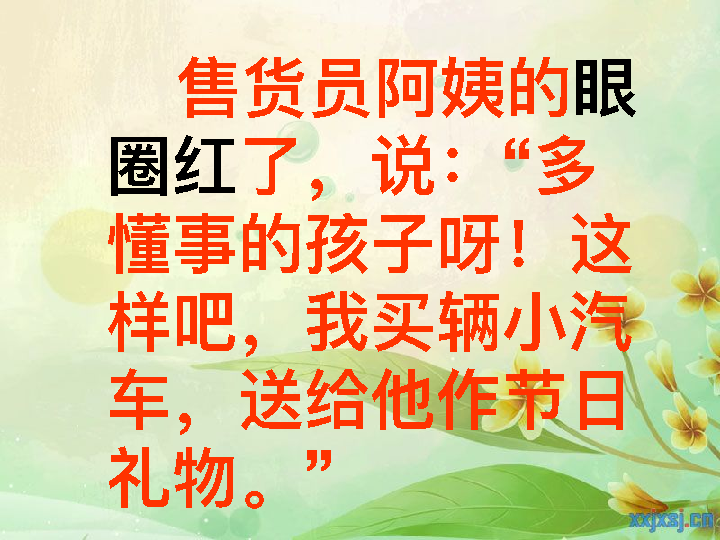 售货员阿姨的眼
圈红了，说：“多
懂事的孩子呀！这
样吧，我买辆小汽
车，送给他作节日
礼物。”
xxjxsj.cn